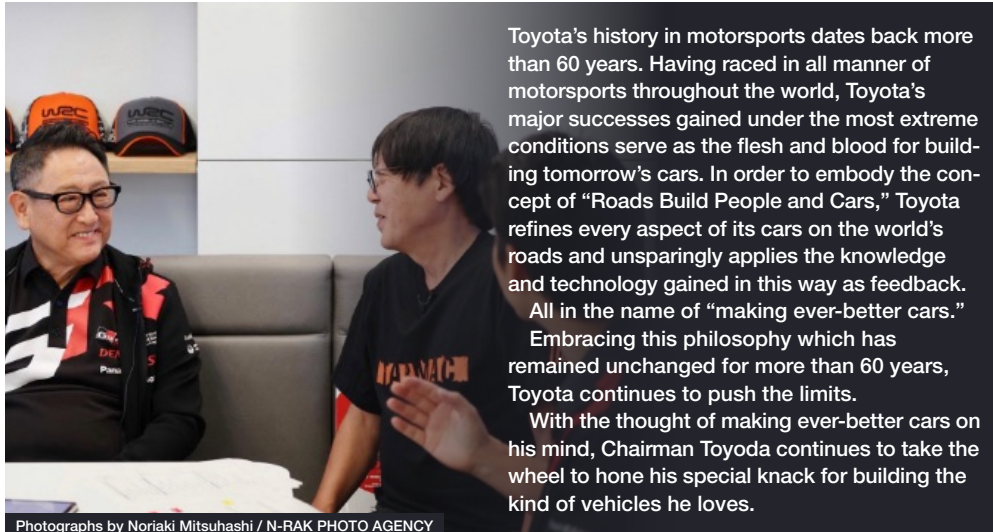 WRC
WRC
GR
DEN
Pana
TARMAC
Toyota’s history in motorsports dates back more
than 60 years. Having raced in all manner of
motorsports throughout the world, Toyota’s
major successes gained under the most extreme
conditions serve as the flesh and blood for build-
ing tomorrow’s cars. In order to embody the con-
cept of “Roads Build People and Cars,” Toyota
refines every aspect of its cars on the world’s
roads and unsparingly applies the knowledge
and technology gained in this way as feedback.
All in the name of “making ever-better cars.”
Embracing this philosophy which has
remained unchanged for more than 60 years,
Toyota continues to push the limits.
With the thought of making ever-better cars on
his mind, Chairman Toyoda continues to take the
wheel to hone his special knack for building the
kind of vehicles he loves.
Photographs by Noriaki Mitsuhashi / N-RAK PHOTO AGENCY